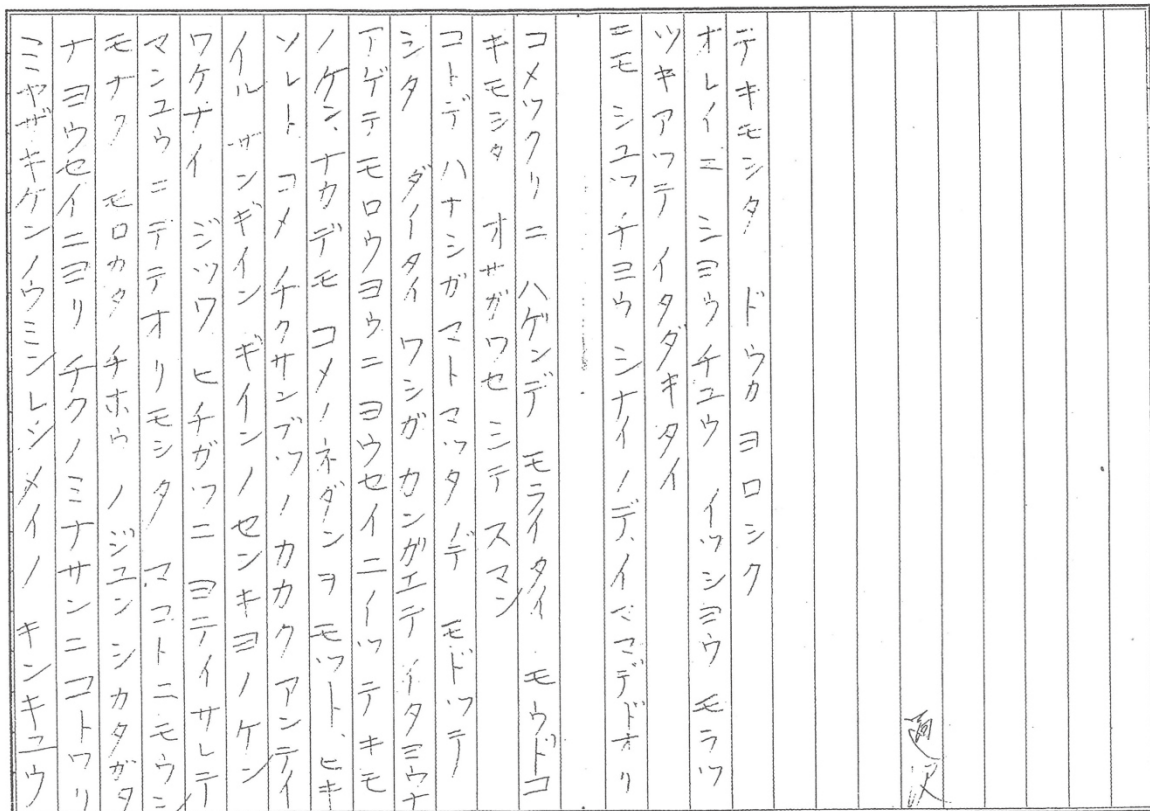 ミヤザキケンノウミンレンメイノ キンキユウ
ナヨウセイニヨリ チクノミナサンニコトワリ
モナク モロカタ チホウ ノジユンシカタガタ
マンユウニデテオリモシタ マコトニモウシ
ワケナイ ジツワ ヒチガツニ ヨテイサレテ
イル サンギイン ギインノセンキヨノケン
ソレト コメ チクサンブツノカカク アンテイ
ノケン、ナカデモ コメノネダンヲ モツト、ヒキ
アゲテモロウヨウニ ヨウセイニイツテキモ
シタ ダイタイ ワシガカンガエテイタヨウナ
コトデ ハナシガマトマツタノデ モドツテ
キモシタ オサガワセミテスマン
コメツクリニ ハゲンデ モライタイ モウドコ
ニモ シユツチヨウ シナイノデ、イママデドオリ
ツキアワテ イタダキタイ
オレイニ シヨウチユウ イツシヨウ モラツ
テキモシタ ドウカ ヨロシク